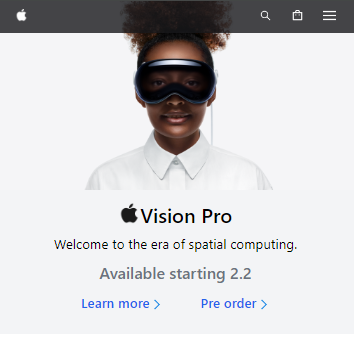 Vision Pro
Welcome to the era of spatial computing.
Available starting 2.2
Learn more
Pre order